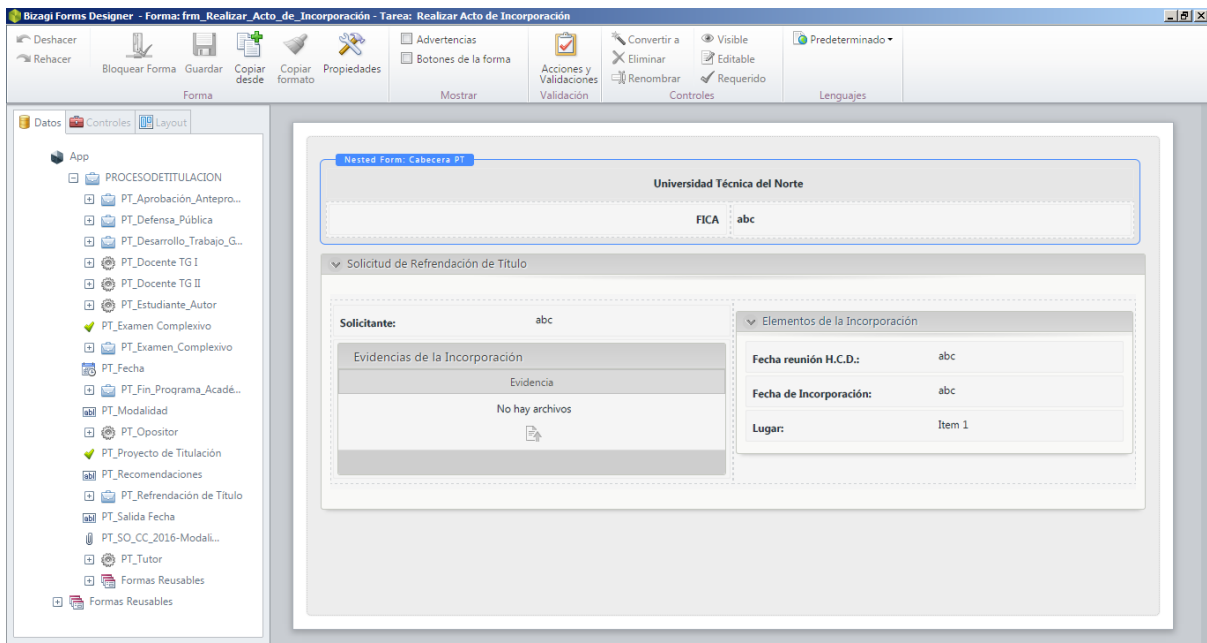 Bizagi Forms Designer - Forma: frm_Realizar_Acto_de_Incorporación - Tarea: Realizar Acto de Incorporación
Deshacer
Rehacer
Bloquear Forma
Guardar
Copiar desde
Copiar formato
Propiedades
Forma
Advertencias
Botones de la forma
Mostrar
Acciones y Validaciones
Validación
Convertir a
Eliminar
Renombrar
Visible
Editable
Requerido
Controles
Predeterminado
Lenguajes
Datos
Controles
Layout
App
PROCESODETITULACION
PT_Aprobación_Antepro...
PT_Defensa_Pública
PT_Desarrollo_Trabajo_G...
PT_Docente TG I
PT_Docente TG II
PT_Estudiante_Autor
PT_Examen Complexivo
PT_Examen_Complexivo
PT_Fecha
PT_Fin_Programa_Acadé...
PT_Modalidad
PT_Opositor
PT_Proyecto de Titulación
PT_Recomendaciones
PT_Refrendación de Título
PT_Salida Fecha
PT_SO_CC_2016-Modali...
PT_Tutor
Formas Reusables
Formas Reusables
Nested Form: Cabecera PT
Universidad Técnica del Norte
FICA abc
Solicitud de Refrendación de Título
Solicitante: abc
Evidencias de la Incorporación
Evidencia
No hay archivos
Elementos de la Incorporación
Fecha reunión H.C.D.: abc
Fecha de Incorporación: abc
Lugar: Item 1